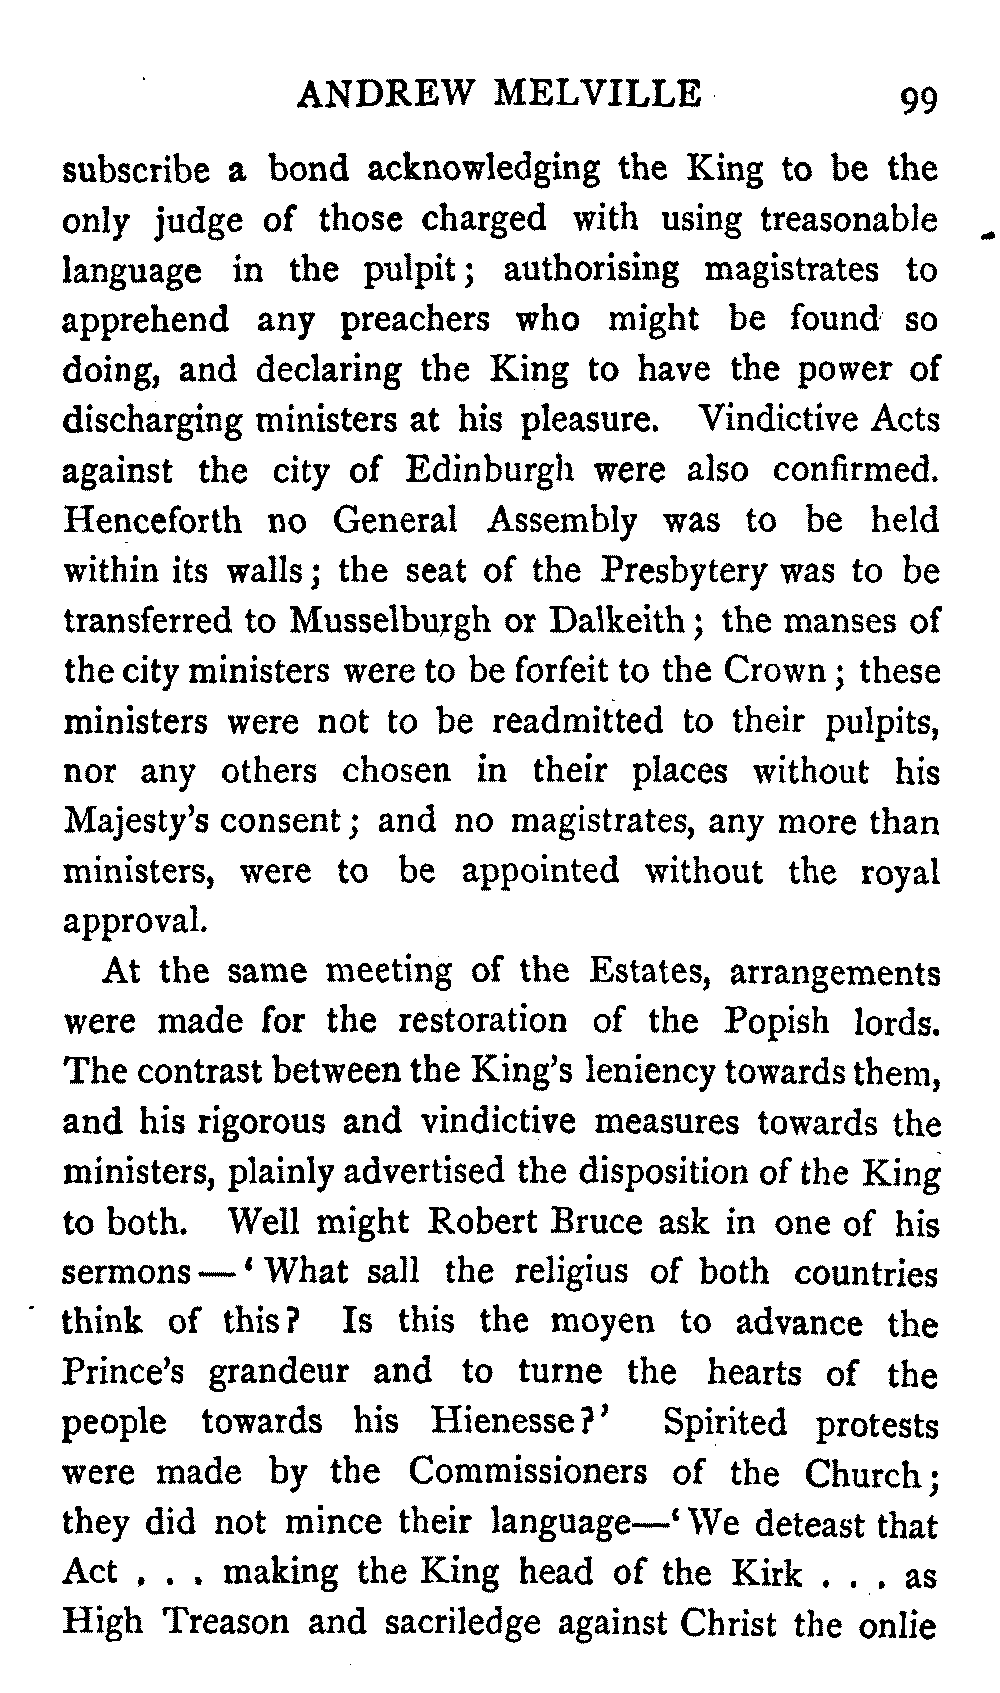 ANDREW MELVILLE 99
subscribe a bond acknowledging the King to be the
only judge of those charged with using treasonable
language in the pulpit; authorising magistrates to
apprehend any preachers who might be found so
doing, and declaring the King to have the power of
discharging ministers at his pleasure. Vindictive Acts
against the city of Edinburgh were also confirmed.
Henceforth no General Assembly was to be held
within its walls; the seat of the Presbytery was to be
transferred to Musselburgh or Dalkeith; the manses of
the city ministers were to be forfeit to the Crown; these
ministers were not to be readmitted to their pulpits,
nor any others chosen in their places without his
Majesty's consent; and no magistrates, any more than
ministers, were to be appointed without the royal
approval.
At the same meeting of the Estates, arrangements
were made for the restoration of the Popish lords.
The contrast between the King's leniency towards them,
and his rigorous and vindictive measures towards the
ministers, plainly advertised the disposition of the King
to both. Well might Robert Bruce ask in one of his
sermons—‘What sall the religius of both countries
think of this? Is this the moyen to advance the
Prince's grandeur and to turne the hearts of the
people towards his Hienesse?’ Spirited protests
were made by the Commissioners of the Church;
they did not mince their language—‘We deteast that
Act . . . making the King head of the Kirk . . . as
High Treason and sacriledge against Christ the onlie